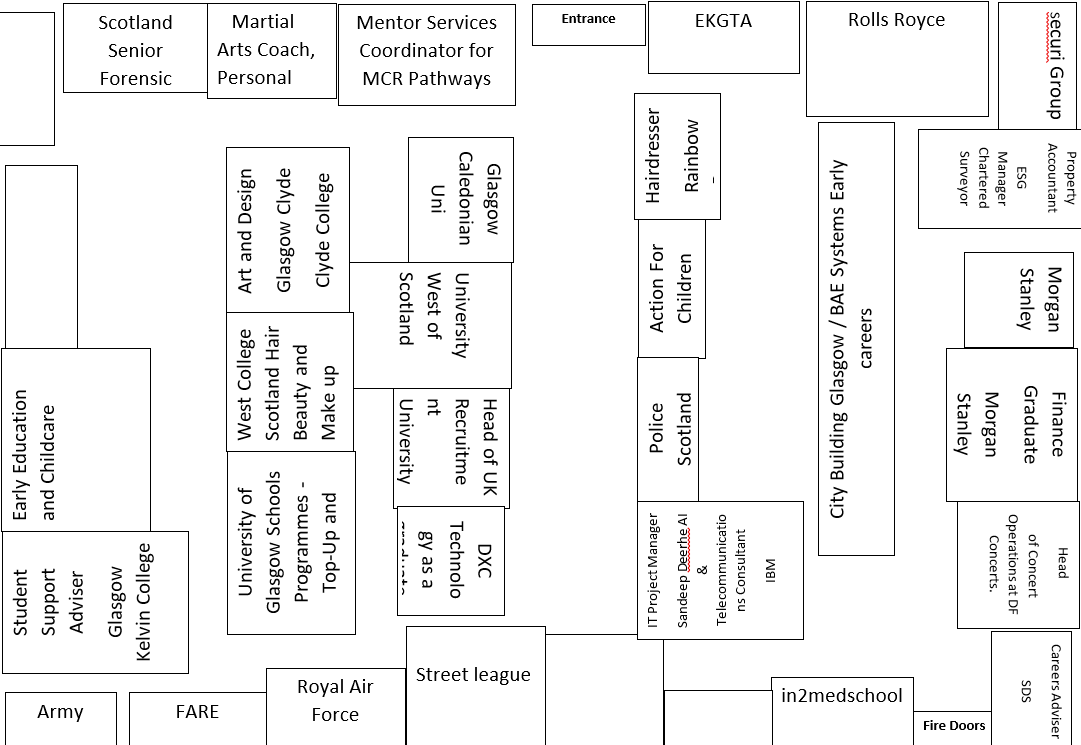 Scotland
Senior
Forensic
Martial
Arts Coach,
Personal
Mentor Services
Coordinator for
MCR Pathways
Entrance
EKGTA
Rolls Royce
securi Group
Property
Accountant
ESG
Manager
Chartered
Surveyor
Art and Design
Glasgow Clyde
Clyde College
Glasgow
Caledonian
Uni
Hairdresser
Rainbow
–
City Building Glasgow / BAE Systems Early
careers
University
West of
Scotland
Action For
Children
Morgan
Stanley
West College
Scotland Hair
Beauty and
Make up
Head of UK
Recruitme
nt
University
Police
Scotland
Finance
Graduate
Morgan
Stanley
Early Education
and Childcare
University of
Glasgow Schools
Programmes -
Top-Up and
DXC
Technolo
gy as a
IT Project Manager
Sandeep Deerhe AI
&
Telecommunicatio
ns Consultant
IBM
Head
of Concert
Operations at DF
Concerts.
Student
Support
Adviser
Glasgow
Kelvin College
Careers Adviser
SDS
Army
FARE
Royal Air
Force
Street league
in2medschool
Fire Doors